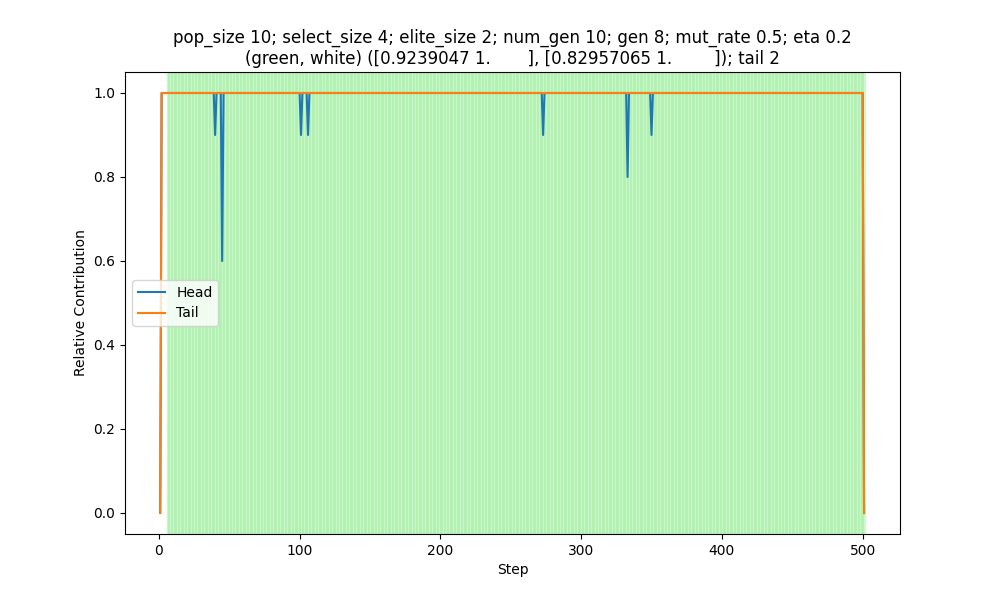 pop_size 10; select_size 4; elite_size 2; num_gen 10; gen 8; mut_rate 0.5; eta 0.2
(green, white) ([0.9239047 1.        ], [0.82957065 1.         ]); tail 2
1.0
0.8
0.6
0.4
0.2
0.0
Relative Contribution
Head
Tail
0
100
200
300
400
500
Step